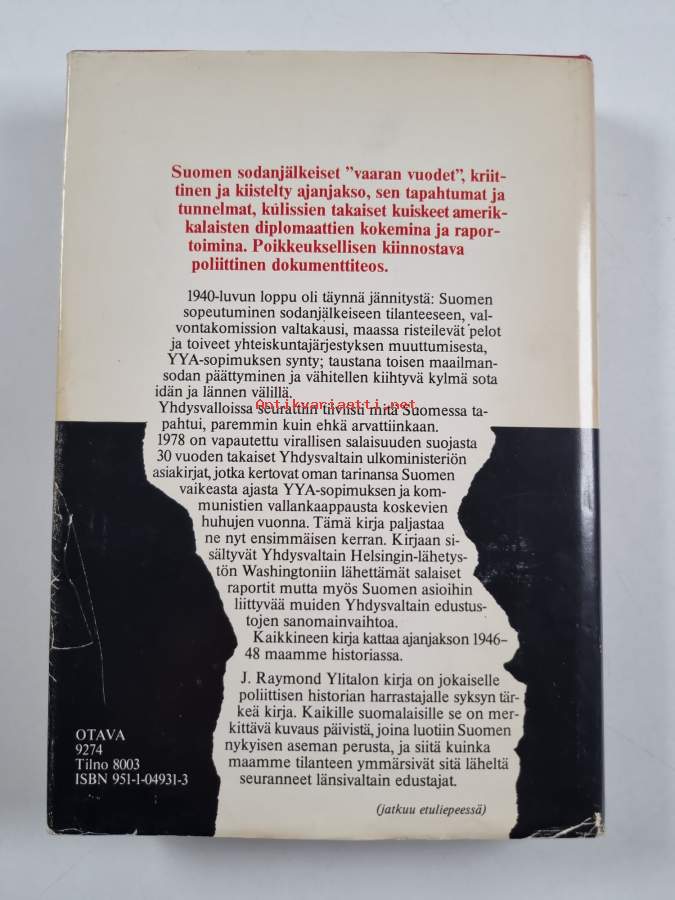 Suomen sodanjälkeiset ”vaaran vuodet”, kriit-
tinen ja kiistelty ajanjakso, sen tapahtumat ja
tunnelmat, kulissien takaiset kuiskeet amerik-
kalaisten diplomaattien kokemina ja rapor-
toimina. Poikkeuksellisen kiinnostava
poliittinen dokumenttiteos.
1940-luvun loppu oli täynnä jännitystä: Suomen
sopeutuminen sodanjälkeiseen tilanteeseen, val-
vontakomission valtakausi, maassa risteilevät pelot
ja toiveet yhteiskuntajärjestyksen muuttumisesta,
YYA-sopimuksen synty; taustana toisen maailman-
sodan päättyminen ja vähitellen kiihtyvä kylmä sota
idän ja lännen välillä.
Antikvariaatti.net
Yhdysvalloissa seurattiin tiiviisti mitä Suomessa ta-
pahtui, paremmin kuin ehkä arvattiinkaan.
1978 on vapautettu virallisen salaisuuden suojasta
30 vuoden takaiset Yhdysvaltain ulkoministeriön
asiakirjat, jotka kertovat oman tarinansa Suomen
vaikeasta ajasta YYA-sopimuksen ja kom-
munistien vallankaappausta koskevien
huhujen vuonna. Tämä kirja paljastaa
ne nyt ensimmäisen kerran. Kirjaan si-
sältyvät Yhdysvaltain Helsingin-lähetys-
tön Washingtoniin lähettämät salaiset
raportit mutta myös Suomen asioihin
liittyvää muiden Yhdysvaltain edustus-
tojen sanomainvaihtoa.
Kaikkineen kirja kattaa ajanjakson 1946–
48 maamme historiassa.
J. Raymond Ylitalon kirja on jokaiselle
poliittisen historian harrastajalle syksyn tär-
keä kirja. Kaikille suomalaisille se on mer-
kittävä kuvaus päivistä, joina luotiin Suomen
nykyisen aseman perusta, ja siitä kuinka
maamme tilanteen ymmärsivät sitä läheltä
seuranneet länsivaltain edustajat.
(jatkuu etuliepeessä)
OTAVA
9274
Tilno 8003
ISBN 951-1-04931-3